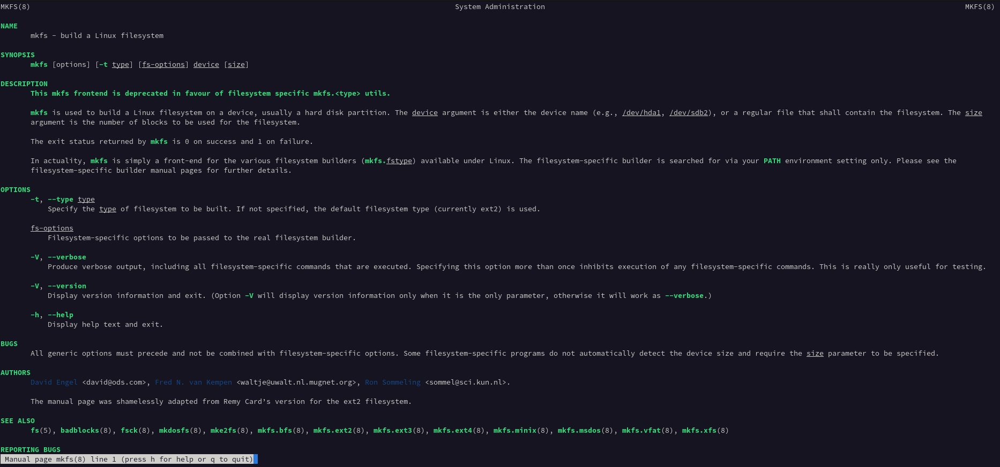 MKFS(8) System Administration MKFS(8)
NAME
mkfs - build a Linux filesystem
SYNOPSIS
mkfs [options] [-t type] [fs-options] device [size]
DESCRIPTION
This mkfs frontend is deprecated in favour of filesystem specific mkfs.<type> utils.
mkfs is used to build a Linux filesystem on a device, usually a hard disk partition. The device argument is either the device name (e.g., /dev/hda1, /dev/sdb2), or a regular file that shall contain the filesystem. The size
argument is the number of blocks to be used for the filesystem.
The exit status returned by mkfs is 0 on success and 1 on failure.
In actuality, mkfs is simply a front-end for the various filesystem builders (mkfs.fstype) available under Linux. The filesystem-specific builder is searched for via your PATH environment setting only. Please see the
filesystem-specific builder manual pages for further details.
OPTIONS
-t, --type type
Specify the type of filesystem to be built. If not specified, the default filesystem type (currently ext2) is used.
fs-options
Filesystem-specific options to be passed to the real filesystem builder.
-V, --verbose
Produce verbose output, including all filesystem-specific commands that are executed. Specifying this option more than once inhibits execution of any filesystem-specific commands. This is really only useful for testing.
-V, --version
Display version information and exit. (Option -V will display version information only when it is the only parameter, otherwise it will work as --verbose.)
-h, --help
Display help text and exit.
BUGS
All generic options must precede and not be combined with filesystem-specific options. Some filesystem-specific programs do not automatically detect the device size and require the size parameter to be specified.
AUTHORS
David Engel <david@ods.com>, Fred N. van Kempen <waltje@uwalt.nl.mugnet.org>, Ron Sommeling <sommel@sci.kun.nl>.
The manual page was shamelessly adapted from Remy Card’s version for the ext2 filesystem.
SEE ALSO
fs(5), badblocks(8), fsck(8), mkdosfs(8), mke2fs(8), mkfs.bfs(8), mkfs.ext2(8), mkfs.ext3(8), mkfs.ext4(8), mkfs.minix(8), mkfs.msdos(8), mkfs.vfat(8), mkfs.xfs(8)
REPORTING BUGS
Manual page mkfs(8) line 1 (press h for help or q to quit)